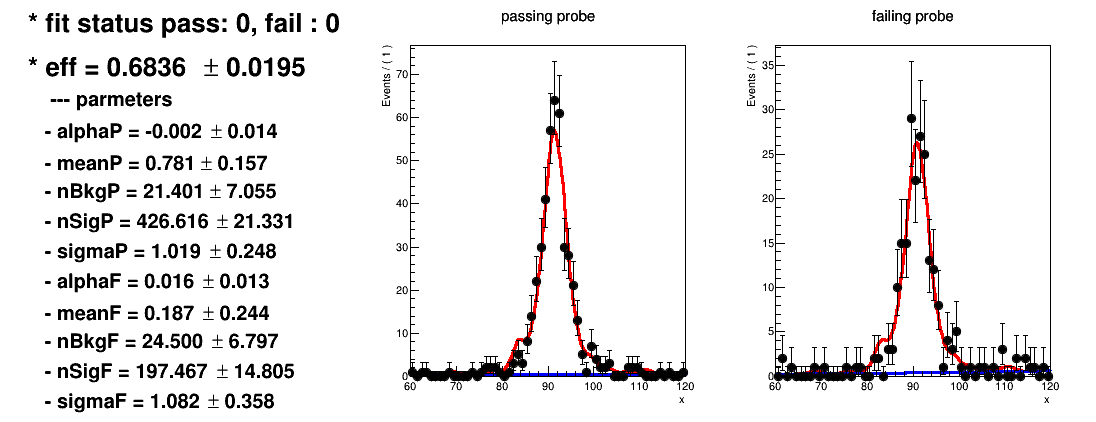 * fit status pass: 0, fail : 0
* eff = 0.6836 ± 0.0195
--- parmeters
- alphaP = -0.002 ± 0.014
- meanP = 0.781 ± 0.157
- nBkgP = 21.401 ± 7.055
- nSigP = 426.616 ± 21.331
- sigmaP = 1.019 ± 0.248
- alphaF = 0.016 ± 0.013
- meanF = 0.187 ± 0.244
- nBkgF = 24.500 ± 6.797
- nSigF = 197.467 ± 14.805
- sigmaF = 1.082 ± 0.358
passing probe
Events / ( 1 )
70
60
50
40
30
20
10
0
60 70 80 90 100 110 120
x
failing probe
Events / ( 1 )
35
30
25
20
15
10
5
0
60 70 80 90 100 110 120
x